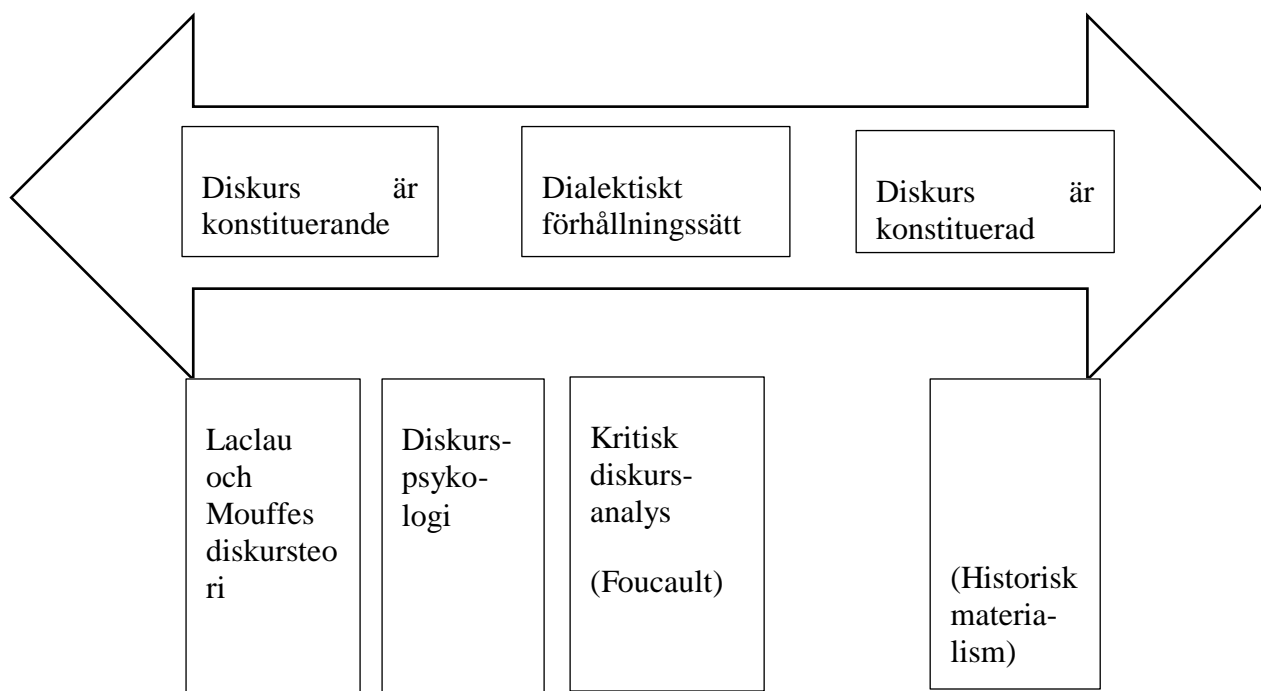 Diskurs är
konstituerande
Dialektiskt
förhållningssätt
Diskurs är
konstituerad
Laclau
och
Mouffes
diskursteo
ri
Diskurs-
psyko-
logi
Kritisk
diskurs-
analys
(Foucault)
(Historisk
materia-
lism)